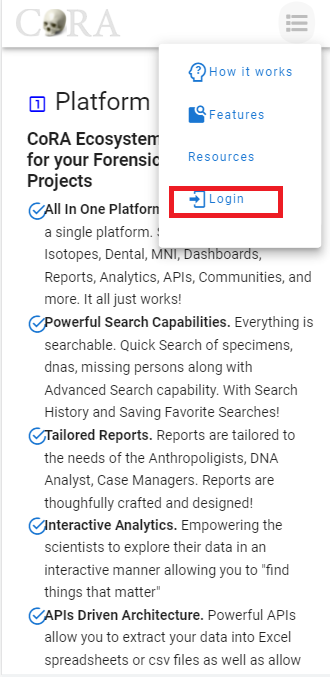 CoRA
How it works
Features
Resources
Login
1 Platform
CoRA Ecosystem
for your Forensic
Projects
All In One Platform
a single platform. S
Isotopes, Dental, MNI, Dashboards,
Reports, Analytics, APIs, Communities, and
more. It all just works!
Powerful Search Capabilities. Everything is
searchable. Quick Search of specimens,
dnas, missing persons along with
Advanced Search capability. With Search
History and Saving Favorite Searches!
Tailored Reports. Reports are tailored to
the needs of the Anthropoligists, DNA
Analyst, Case Managers. Reports are
thoughfully crafted and designed!
Interactive Analytics. Empowering the
scientists to explore their data in an
interactive manner allowing you to "find
things that matter"
APIs Driven Architecture. Powerful APIs
allow you to extract your data into Excel
spreadsheets or csv files as well as allow